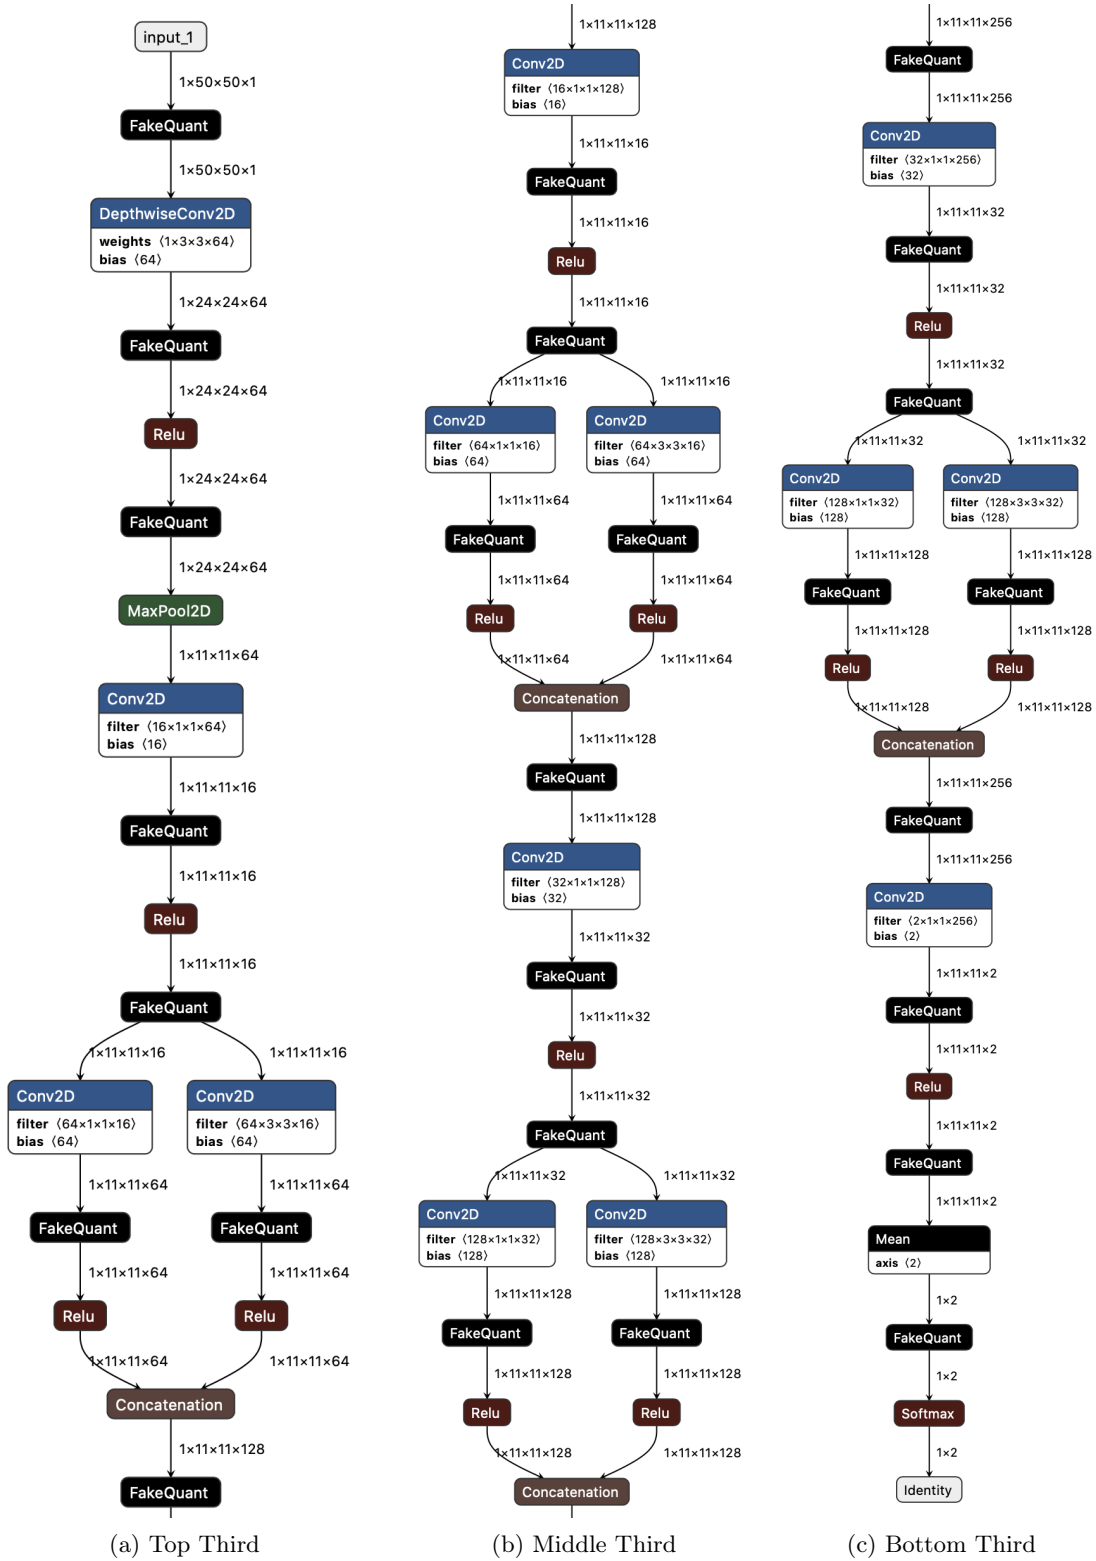 input_1
1×50×50×1
FakeQuant
1×50×50×1
DepthwiseConv2D
weights ⟨1×3×3×64⟩
bias ⟨64⟩
1×24×24×64
FakeQuant
1×24×24×64
Relu
1×24×24×64
FakeQuant
1×24×24×64
MaxPool2D
1×11×11×64
Conv2D
filter ⟨16×1×1×64⟩
bias ⟨16⟩
1×11×11×16
FakeQuant
1×11×11×16
Relu
1×11×11×16
FakeQuant
1×11×11×16 1×11×11×16
Conv2D Conv2D
filter ⟨64×1×1×16⟩ filter ⟨64×3×3×16⟩
bias ⟨64⟩ bias ⟨64⟩
1×11×11×64 1×11×11×64
FakeQuant FakeQuant
1×11×11×64 1×11×11×64
Relu Relu
1×11×11×64 1×11×11×64
Concatenation
1×11×11×128
FakeQuant
(a) Top Third
1×11×11×128
Conv2D
filter ⟨16×1×1×128⟩
bias ⟨16⟩
1×11×11×16
FakeQuant
1×11×11×16
Relu
1×11×11×16
FakeQuant
1×11×11×16 1×11×11×16
Conv2D Conv2D
filter ⟨64×1×1×16⟩ filter ⟨64×3×3×16⟩
bias ⟨64⟩ bias ⟨64⟩
1×11×11×64 1×11×11×64
FakeQuant FakeQuant
1×11×11×64 1×11×11×64
Relu Relu
1×11×11×64 1×11×11×64
Concatenation
1×11×11×128
FakeQuant
1×11×11×128
Conv2D
filter ⟨32×1×1×128⟩
bias ⟨32⟩
1×11×11×32
FakeQuant
1×11×11×32
Relu
1×11×11×32
FakeQuant
1×11×11×32 1×11×11×32
Conv2D Conv2D
filter ⟨128×1×1×32⟩ filter ⟨128×3×3×32⟩
bias ⟨128⟩ bias ⟨128⟩
1×11×11×128 1×11×11×128
FakeQuant FakeQuant
1×11×11×128 1×11×11×128
Relu Relu
1×11×11×128 1×11×11×128
Concatenation
(b) Middle Third
1×11×11×256
FakeQuant
1×11×11×256
Conv2D
filter ⟨32×1×1×256⟩
bias ⟨32⟩
1×11×11×32
FakeQuant
1×11×11×32
Relu
1×11×11×32
FakeQuant
1×11×11×32 1×11×11×32
Conv2D Conv2D
filter ⟨128×1×1×32⟩ filter ⟨128×3×3×32⟩
bias ⟨128⟩ bias ⟨128⟩
1×11×11×128 1×11×11×128
FakeQuant FakeQuant
1×11×11×128 1×11×11×128
Relu Relu
1×11×11×128 1×11×11×128
Concatenation
1×11×11×256
FakeQuant
1×11×11×256
Conv2D
filter ⟨2×1×1×256⟩
bias ⟨2⟩
1×11×11×2
FakeQuant
1×11×11×2
Relu
1×11×11×2
FakeQuant
1×11×11×2
Mean
axis ⟨2⟩
1×2
FakeQuant
1×2
Softmax
1×2
Identity
(c) Bottom Third